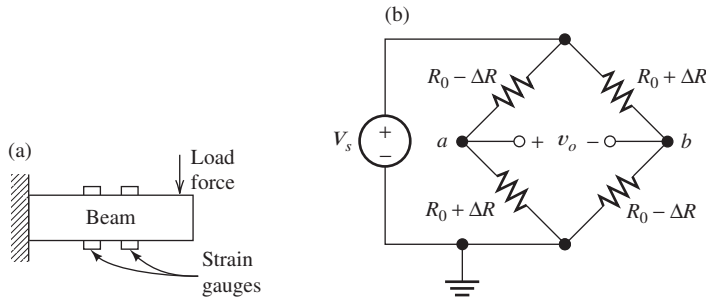 (a)
Load
force
Beam
Strain
gauges
(b)
R₀ − ΔR
R₀ + ΔR
Vₛ
+
−
a
+ vₒ −
b
R₀ + ΔR
R₀ − ΔR